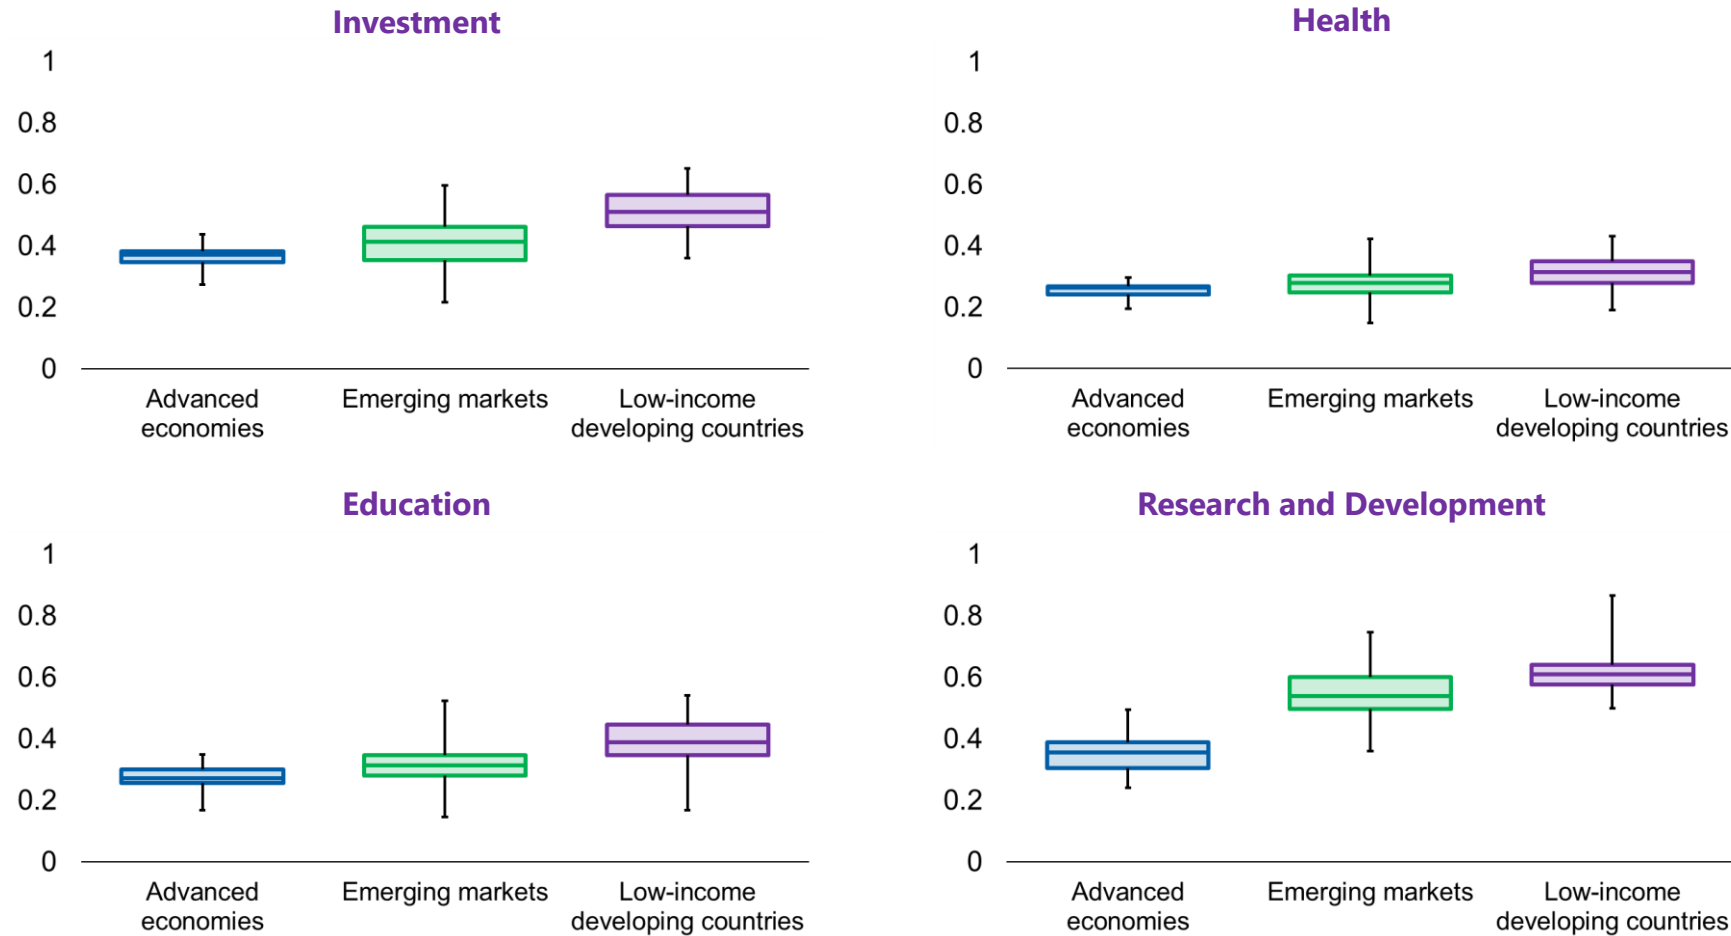 Investment
1
0.8
0.6
0.4
0.2
0
Advanced
economies
Emerging markets
Low-income
developing countries
Health
1
0.8
0.6
0.4
0.2
0
Advanced
economies
Emerging markets
Low-income
developing countries
Education
1
0.8
0.6
0.4
0.2
0
Advanced
economies
Emerging markets
Low-income
developing countries
Research and Development
1
0.8
0.6
0.4
0.2
0
Advanced
economies
Emerging markets
Low-income
developing countries